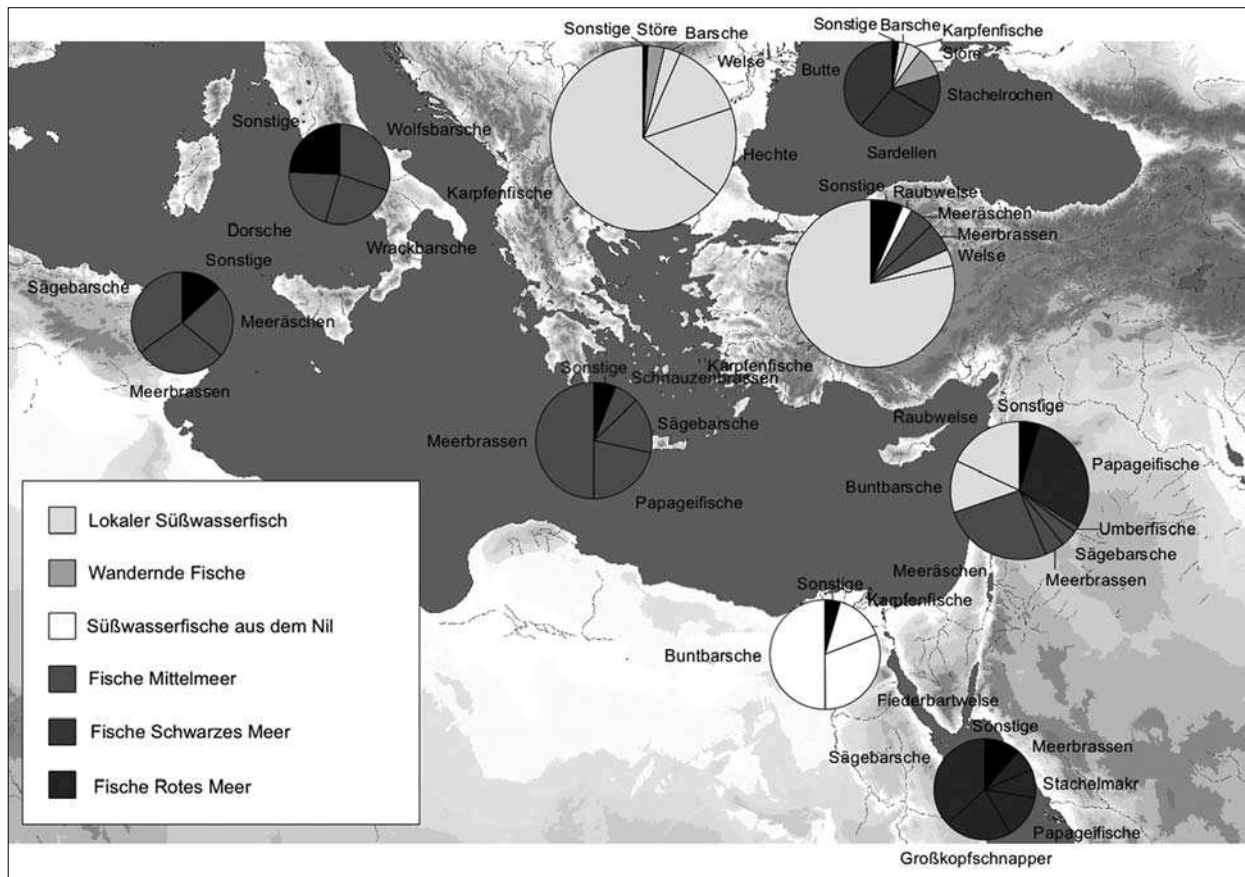 Sonstige Störe
Barsche
Welse
Hechte
Karpfenfische
Sonstige
Barsche
Karpfenfische
Störe
Stachelrochen
Sardellen
Butte
Sonstige
Wolfsbarsche
Wrackbarsche
Dorsche
Sonstige
Raubwelse
Meeräschen
Meerbrassen
Welse
Karpfenfische
Sonstige
Meeräschen
Meerbrassen
Sägebarsche
Sonstige
Schnauzenbrassen
Sägebarsche
Papageifische
Meerbrassen
Sonstige
Papageifische
Umberfische
Sägebarsche
Meerbrassen
Meeräschen
Buntbarsche
Raubwelse
Sonstige
Karpfenfische
Fiederbartwelse
Buntbarsche
Sonstige
Meerbrassen
Stachelmakr
Papageifische
Großkopfschnapper
Sägebarsche
Lokaler Süßwasserfisch
Wandernde Fische
Süßwasserfische aus dem Nil
Fische Mittelmeer
Fische Schwarzes Meer
Fische Rotes Meer